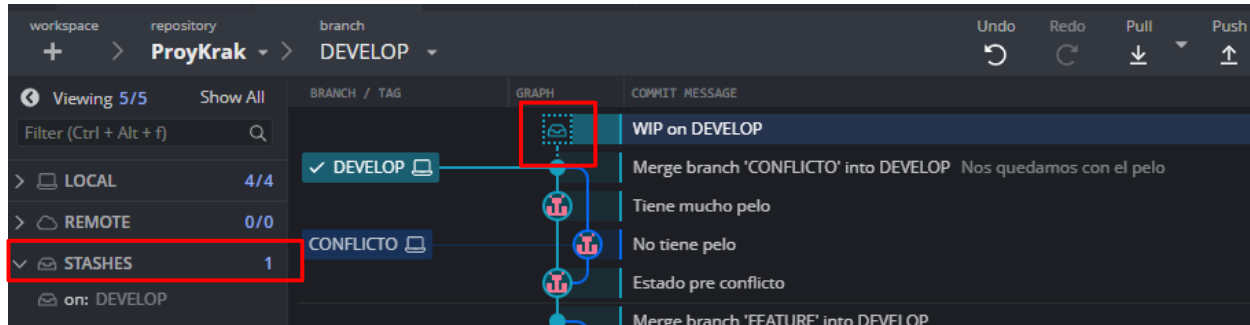 workspace repository branch Undo Redo Pull Push
ProyKrak DEVELOP
Viewing 5/5 Show All BRANCH / TAG GRAPH COMMIT MESSAGE
Filter (Ctrl + Alt + f) WIP on DEVELOP
DEVELOP Merge branch 'CONFLICTO' into DEVELOP Nos quedamos con el pelo
LOCAL 4/4
Tiene mucho pelo
REMOTE 0/0
CONFLICTO No tiene pelo
STASHES 1
Estado pre conflicto
on: DEVELOP
Merge branch 'FEATURE' into DEVELOP